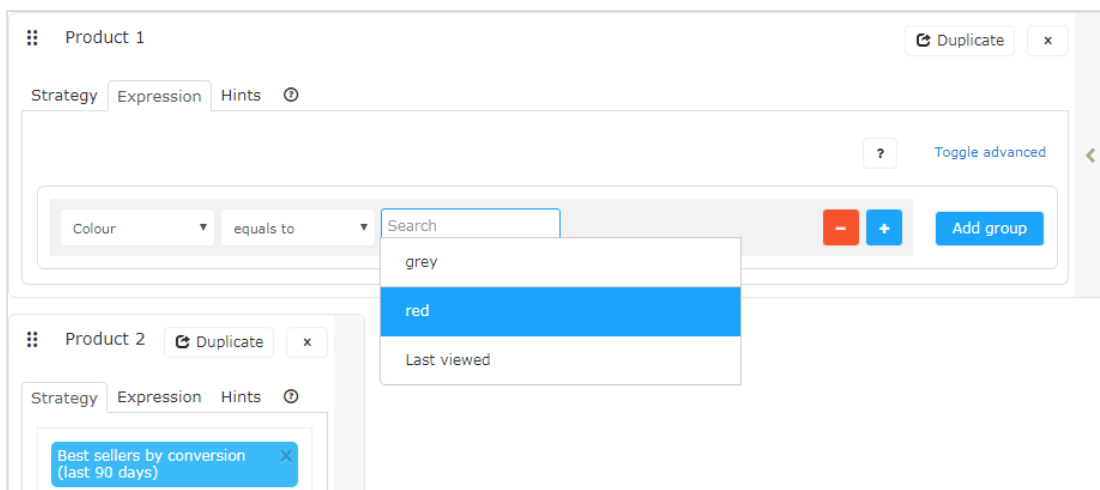 Product 1
Duplicate
x
Strategy
Expression
Hints
?
?
Toggle advanced
Colour
equals to
Search
-
+
Add group
grey
red
Last viewed
Product 2
Duplicate
x
Strategy
Expression
Hints
?
Best sellers by conversion
(last 90 days)
X